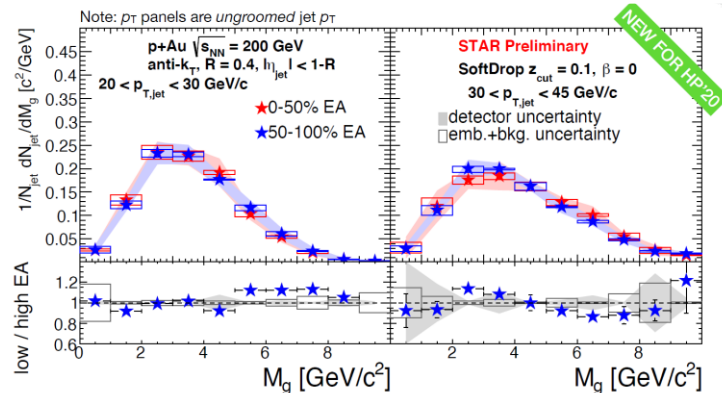 Note: pT panels are ungroomed jet pT
p+Au √sNN = 200 GeV
anti-kT, R = 0.4, |ηjet| < 1-R
20 < pT,jet < 30 GeV/c
0-50% EA
50-100% EA
STAR Preliminary
SoftDrop zcut = 0.1, β = 0
30 < pT,jet < 45 GeV/c
detector uncertainty
emb.+bkg. uncertainty
NEW FOR HP'20
1/Njet dNjet/dMg [c²/GeV]
0.45
0.4
0.35
0.3
0.25
0.2
0.15
0.1
0.05
low / high EA
1.2
1
0.8
0.6
0 2 4 6 8 0 2 4 6 8
Mg [GeV/c²] Mg [GeV/c²]